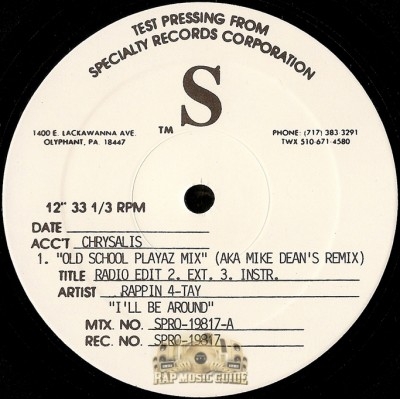 TEST PRESSING FROM
SPECIALTY RECORDS CORPORATION
S
TM
1400 E. LACKAWANNA AVE.
OLYPHANT, PA. 18447
PHONE: (717) 383-3291
TWX 510-671-4580
12" 33 1/3 RPM
DATE
ACC'T CHRYSALIS
1. "OLD SCHOOL PLAYAZ MIX" (AKA MIKE DEAN'S REMIX)
TITLE RADIO EDIT 2. EXT. 3. INSTR.
ARTIST RAPPIN 4-TAY
"I'LL BE AROUND"
MTX. NO. SPRO-19817-A
REC. NO. SPRO-19817
RAP MUSIC GUIDE